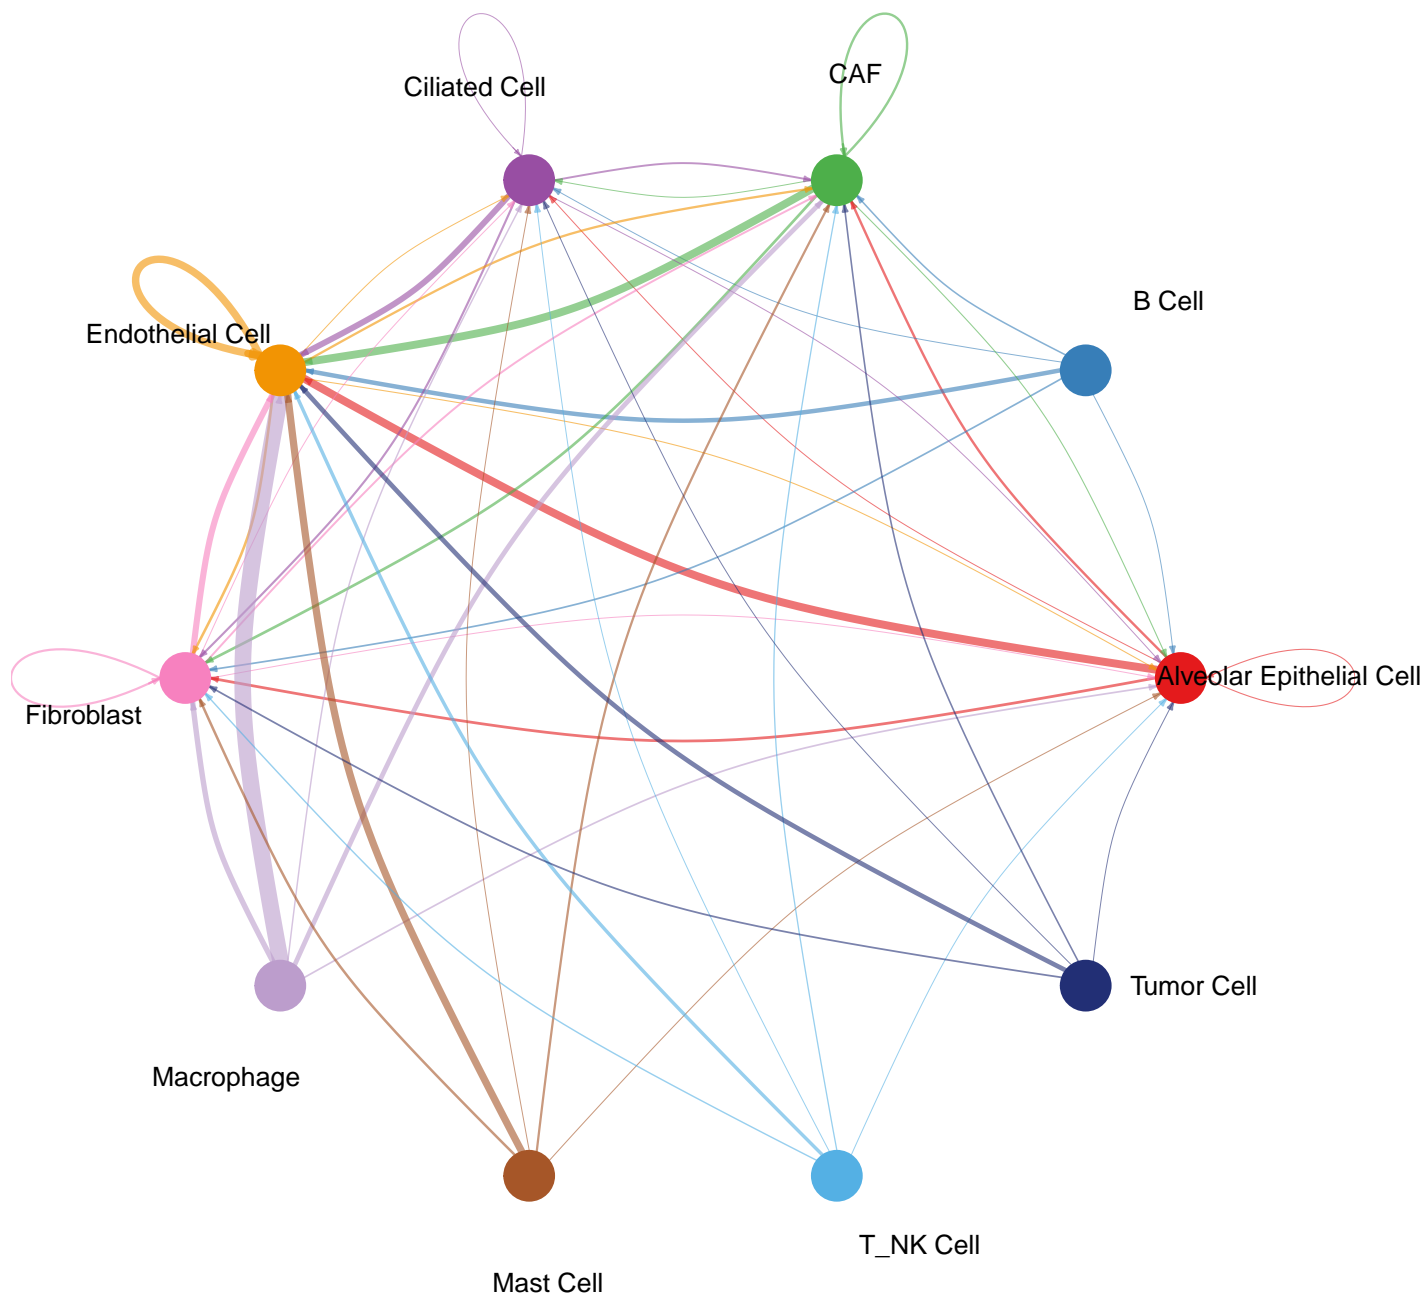 CAF
Ciliated Cell
B Cell
Endothelial Cell
Alveolar Epithelial Cell
Fibroblast
Tumor Cell
Macrophage
T_NK Cell
Mast Cell